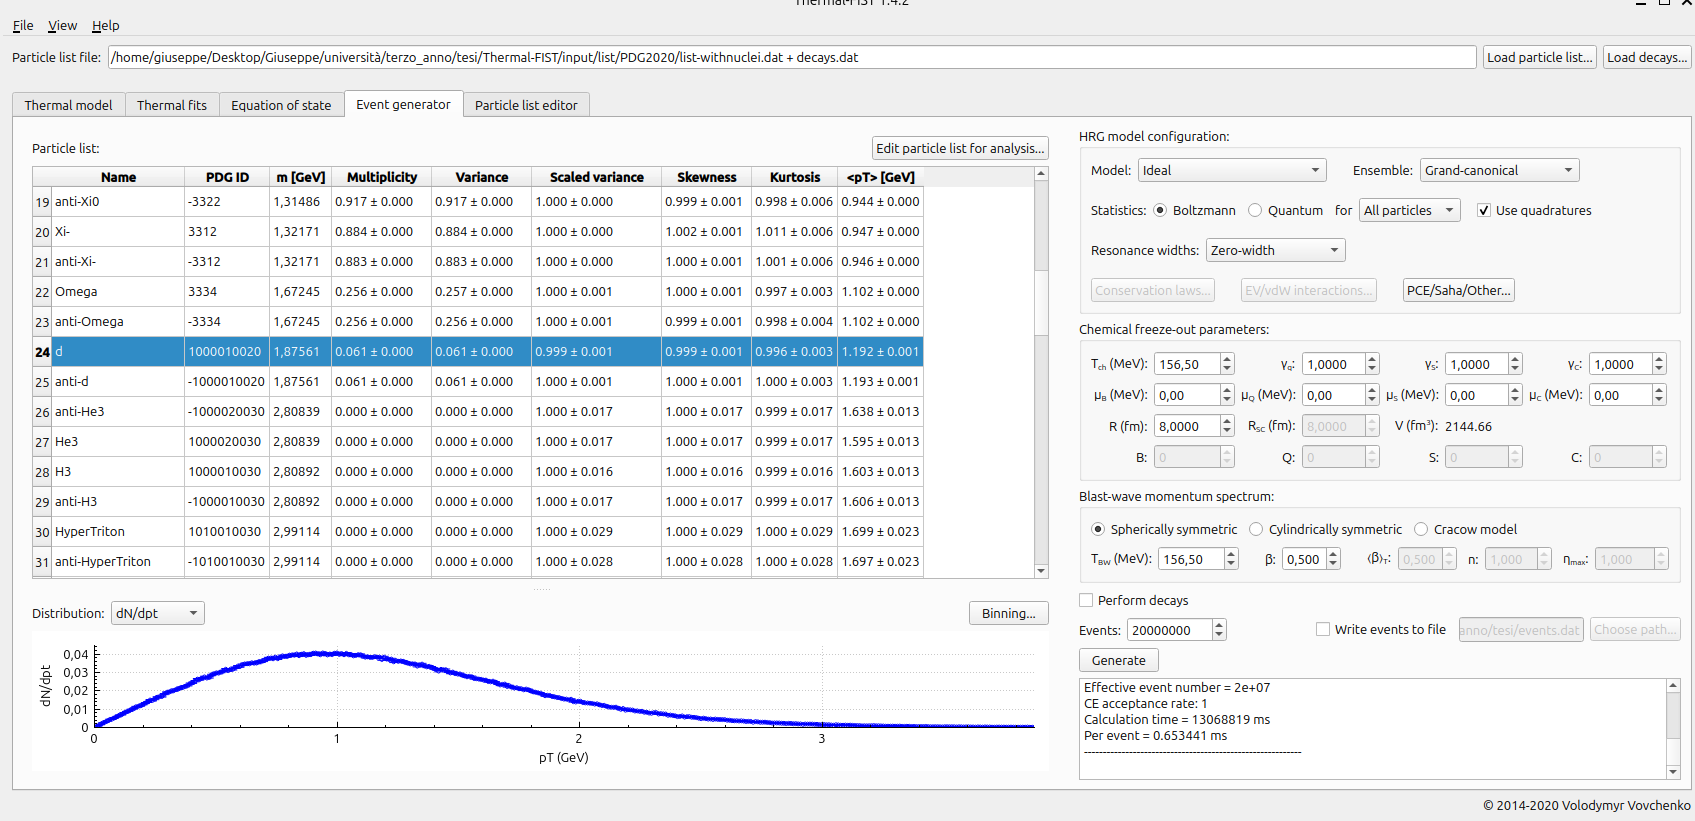 Thermal-FIST 1.4.2
File View Help
Particle list file: /home/giuseppe/Desktop/Giuseppe/università/terzo_anno/tesi/Thermal-FIST/input/list/PDG2020/list-withnuclei.dat + decays.dat Load particle list... Load decays...
Thermal model Thermal fits Equation of state Event generator Particle list editor
Particle list: Edit particle list for analysis...
Name PDG ID m [GeV] Multiplicity Variance Scaled variance Skewness Kurtosis <pT> [GeV]
19 anti-Xi0 -3322 1,31486 0.917 ± 0.000 0.917 ± 0.000 1.000 ± 0.000 0.999 ± 0.001 0.998 ± 0.006 0.944 ± 0.000
20 Xi- 3312 1,32171 0.884 ± 0.000 0.884 ± 0.000 1.000 ± 0.000 1.002 ± 0.001 1.011 ± 0.006 0.947 ± 0.000
21 anti-Xi- -3312 1,32171 0.883 ± 0.000 0.883 ± 0.000 1.000 ± 0.000 1.000 ± 0.001 1.001 ± 0.006 0.946 ± 0.000
22 Omega 3334 1,67245 0.256 ± 0.000 0.257 ± 0.000 1.000 ± 0.001 1.000 ± 0.001 0.997 ± 0.003 1.102 ± 0.000
23 anti-Omega -3334 1,67245 0.256 ± 0.000 0.256 ± 0.000 1.000 ± 0.001 0.999 ± 0.001 0.998 ± 0.004 1.102 ± 0.000
24 d 1000010020 1,87561 0.061 ± 0.000 0.061 ± 0.000 0.999 ± 0.001 0.999 ± 0.001 0.996 ± 0.003 1.192 ± 0.001
25 anti-d -1000010020 1,87561 0.061 ± 0.000 0.061 ± 0.000 1.000 ± 0.001 1.000 ± 0.001 1.000 ± 0.003 1.193 ± 0.001
26 anti-He3 -1000020030 2,80839 0.000 ± 0.000 0.000 ± 0.000 1.000 ± 0.017 1.000 ± 0.017 0.999 ± 0.017 1.638 ± 0.013
27 He3 1000020030 2,80839 0.000 ± 0.000 0.000 ± 0.000 1.000 ± 0.017 1.000 ± 0.017 0.999 ± 0.017 1.595 ± 0.013
28 H3 1000010030 2,80892 0.000 ± 0.000 0.000 ± 0.000 1.000 ± 0.016 1.000 ± 0.016 0.999 ± 0.016 1.603 ± 0.013
29 anti-H3 -1000010030 2,80892 0.000 ± 0.000 0.000 ± 0.000 1.000 ± 0.017 1.000 ± 0.017 0.999 ± 0.017 1.606 ± 0.013
30 HyperTriton 1010010030 2,99114 0.000 ± 0.000 0.000 ± 0.000 1.000 ± 0.029 1.000 ± 0.029 1.000 ± 0.029 1.699 ± 0.023
31 anti-HyperTriton -1010010030 2,99114 0.000 ± 0.000 0.000 ± 0.000 1.000 ± 0.028 1.000 ± 0.028 1.000 ± 0.028 1.697 ± 0.023
Distribution: dN/dpt Binning...
dN/dpt
0,04
0,03
0,02
0,01
0
0 1 2 3
pT (GeV)
HRG model configuration:
Model: Ideal Ensemble: Grand-canonical
Statistics: Boltzmann Quantum for All particles Use quadratures
Resonance widths: Zero-width
Conservation laws... EV/vdW interactions... PCE/Saha/Other...
Chemical freeze-out parameters:
Tch (MeV): 156,50 γq: 1,0000 γS: 1,0000 γC: 1,0000
μB (MeV): 0,00 μQ (MeV): 0,00 μS (MeV): 0,00 μC (MeV): 0,00
R (fm): 8,0000 RSC (fm): 8,0000 V (fm³): 2144.66
B: 0 Q: 0 S: 0 C: 0
Blast-wave momentum spectrum:
Spherically symmetric Cylindrically symmetric Cracow model
TBW (MeV): 156,50 β: 0,500 ⟨β⟩T: 0,500 n: 1,000 ηmax: 1,000
Perform decays
Events: 20000000 Write events to file anno/tesi/events.dat Choose path...
Generate
Effective event number = 2e+07
CE acceptance rate: 1
Calculation time = 13068819 ms
Per event = 0.653441 ms
----------------------------------------------------------
© 2014-2020 Volodymyr Vovchenko